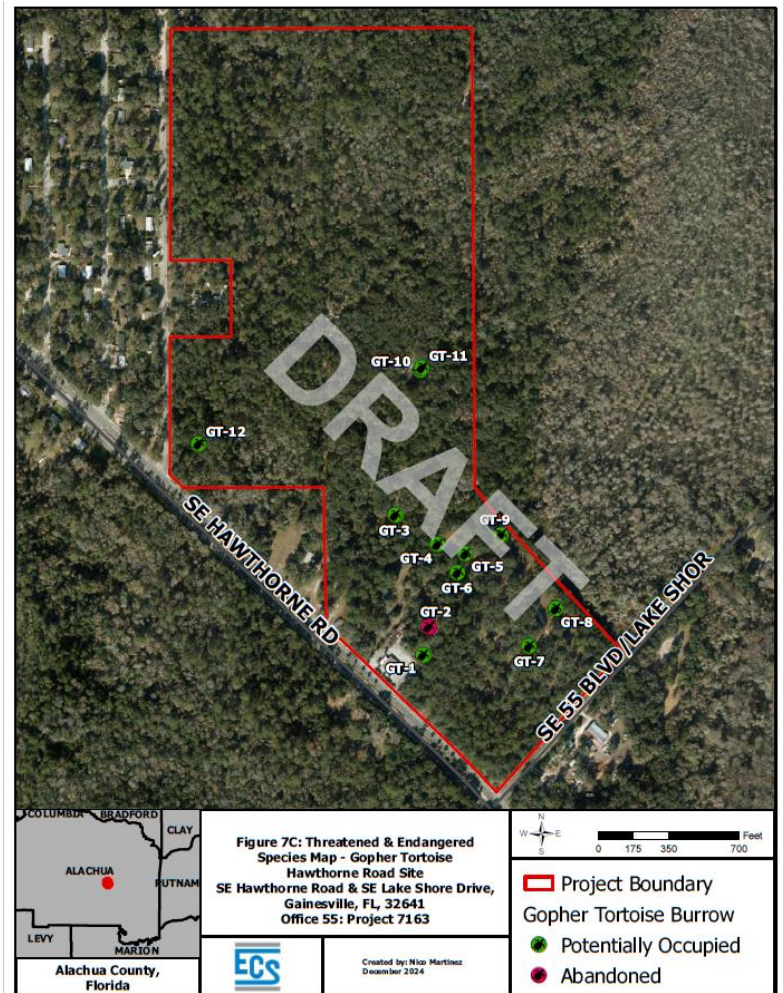 DRAFT
GT-10
GT-11
GT-12
GT-3
GT-9
GT-4
GT-5
GT-6
GT-2
GT-8
GT-1
GT-7
SE HAWTHORNE RD
SE 55 BLVD/LAKE SHOR
COLUMBIA
BRADFORD
CLAY
ALACHUA
PUTNAM
LEVY
MARION
Alachua County,
Florida
Figure 7C: Threatened & Endangered
Species Map - Gopher Tortoise
Hawthorne Road Site
SE Hawthorne Road & SE Lake Shore Drive,
Gainesville, FL, 32641
Office 55: Project 7163
ECS
Created by: Nico Martinez
December 2024
N
W
E
S
Feet
0 175 350 700
Project Boundary
Gopher Tortoise Burrow
Potentially Occupied
Abandoned